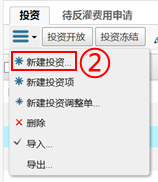 投资 待反灌费用申请
投资开放 投资冻结
新建投资... ②
新建投资项
新建投资调整单...
删除
导入...
导出...